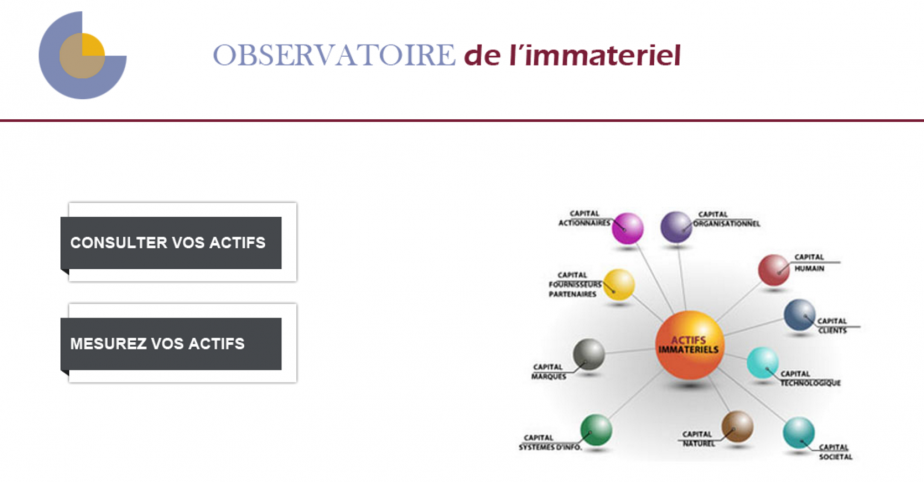 OBSERVATOIRE de l'immateriel
CONSULTER VOS ACTIFS
MESUREZ VOS ACTIFS
CAPITAL
ACTIONNAIRES
CAPITAL
ORGANISATIONNEL
CAPITAL
HUMAIN
CAPITAL
FOURNISSEURS
PARTENAIRES
CAPITAL
CLIENTS
ACTIFS
IMMATERIELS
CAPITAL
MARQUES
CAPITAL
TECHNOLOGIQUE
CAPITAL
SYSTEMES D'INFO.
CAPITAL
NATUREL
CAPITAL
SOCIETAL